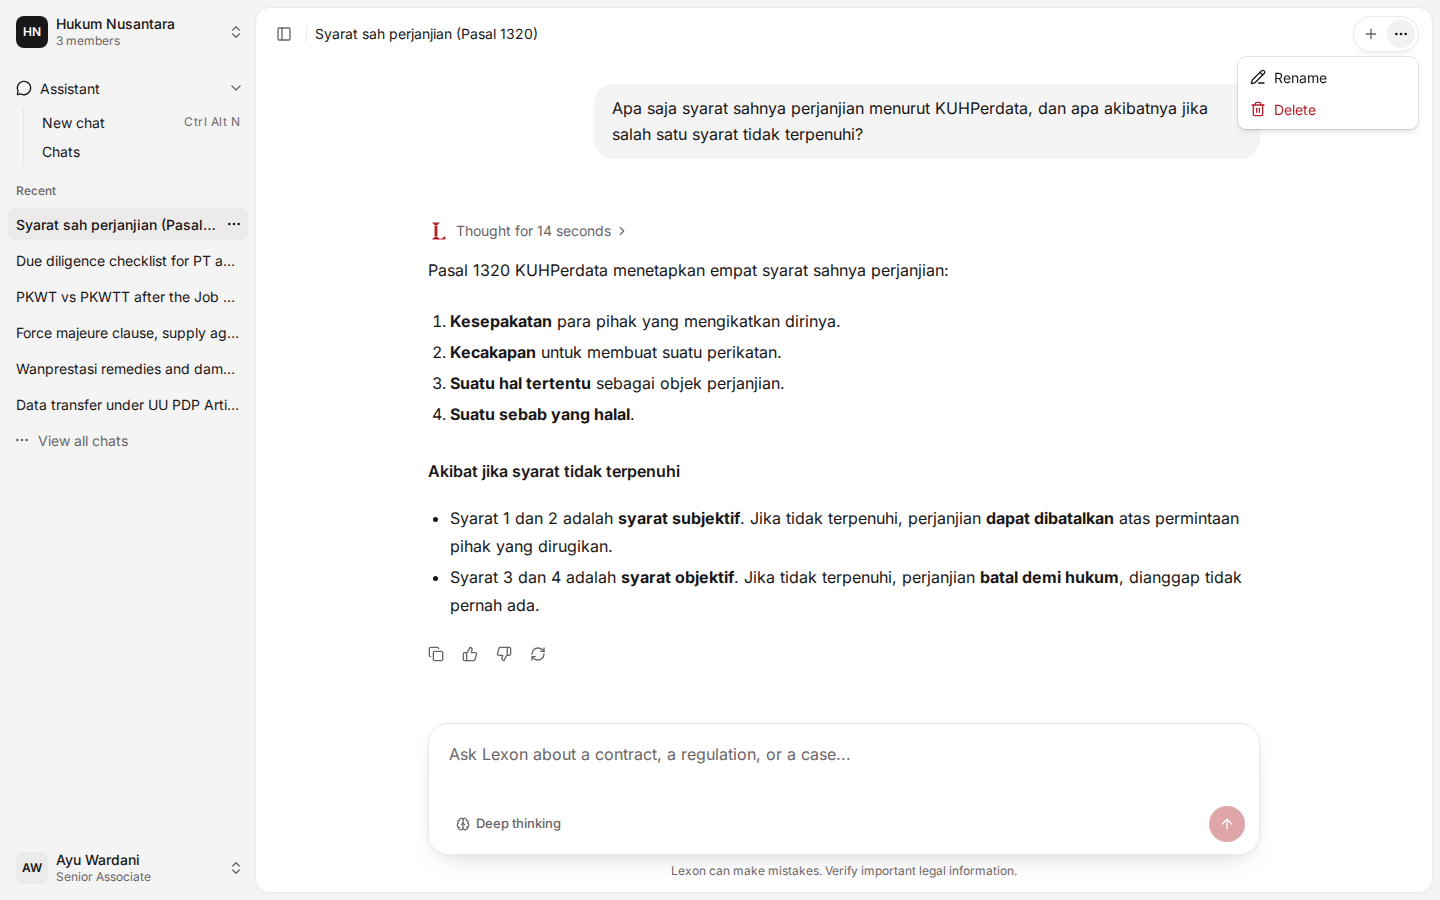 HN
Hukum Nusantara
3 members
Assistant
New chat
Ctrl Alt N
Chats
Recent
Syarat sah perjanjian (Pasal...
Due diligence checklist for PT a...
PKWT vs PKWTT after the Job ...
Force majeure clause, supply ag...
Wanprestasi remedies and dam...
Data transfer under UU PDP Arti...
View all chats
AW
Ayu Wardani
Senior Associate
Syarat sah perjanjian (Pasal 1320)
Rename
Delete
Apa saja syarat sahnya perjanjian menurut KUHPerdata, dan apa akibatnya jika
salah satu syarat tidak terpenuhi?
L
Thought for 14 seconds
Pasal 1320 KUHPerdata menetapkan empat syarat sahnya perjanjian:
1. Kesepakatan para pihak yang mengikatkan dirinya.
2. Kecakapan untuk membuat suatu perikatan.
3. Suatu hal tertentu sebagai objek perjanjian.
4. Suatu sebab yang halal.
Akibat jika syarat tidak terpenuhi
• Syarat 1 dan 2 adalah syarat subjektif. Jika tidak terpenuhi, perjanjian dapat dibatalkan atas permintaan
pihak yang dirugikan.
• Syarat 3 dan 4 adalah syarat objektif. Jika tidak terpenuhi, perjanjian batal demi hukum, dianggap tidak
pernah ada.
Ask Lexon about a contract, a regulation, or a case...
Deep thinking
Lexon can make mistakes. Verify important legal information.